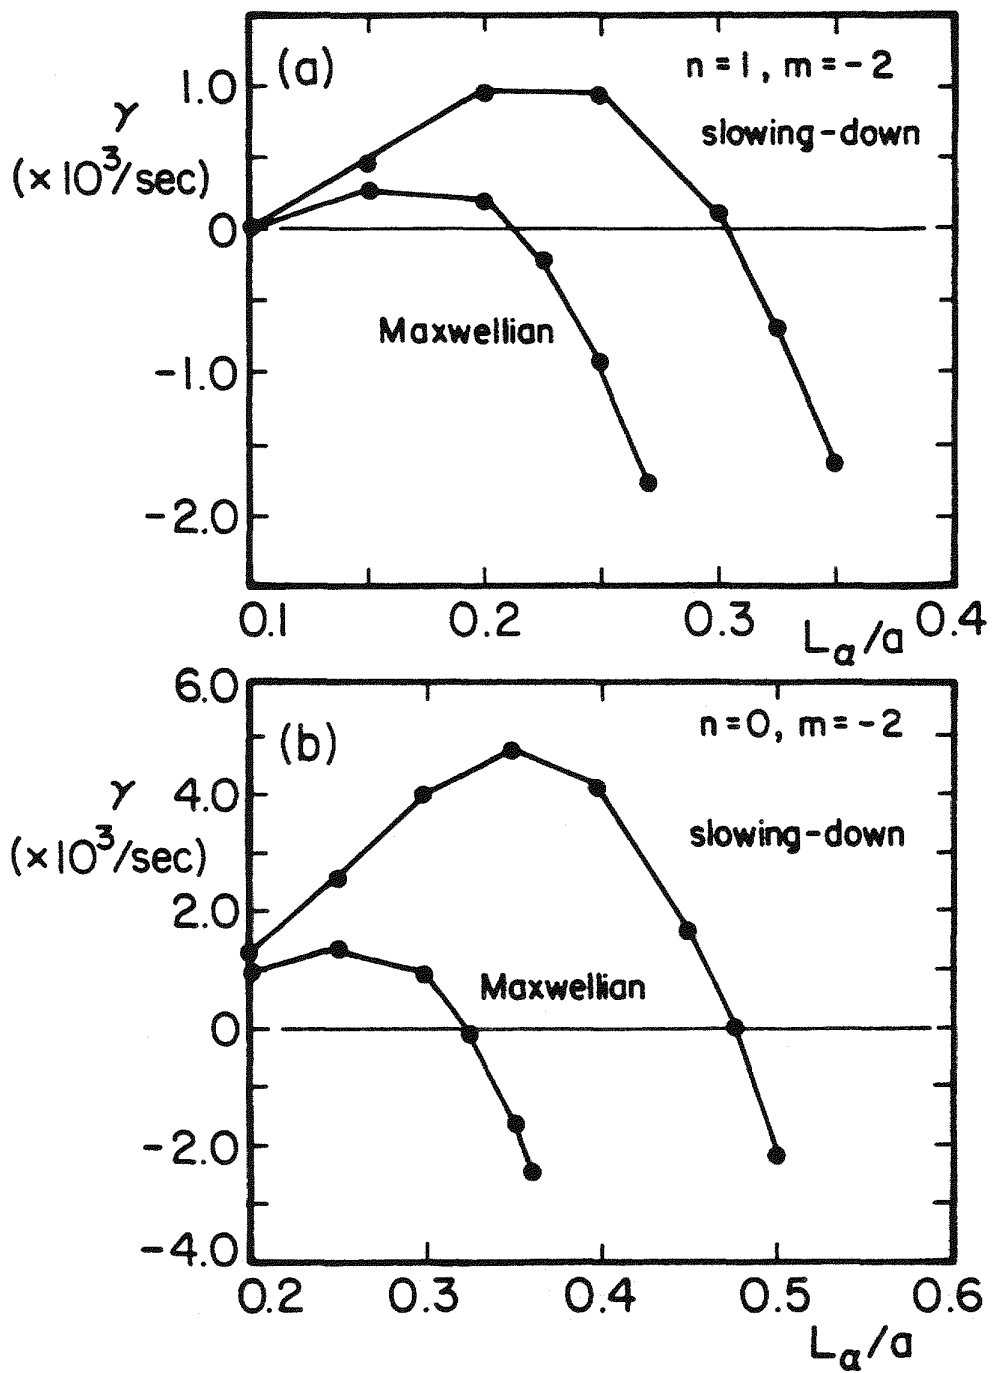 (a)
n=1, m=-2
slowing-down
Maxwellian
γ
(×10³/sec)
1.0
0
-1.0
-2.0
0.1 0.2 0.3 0.4
Lα/a
(b)
n=0, m=-2
slowing-down
Maxwellian
γ
(×10³/sec)
6.0
4.0
2.0
0
-2.0
-4.0
0.2 0.3 0.4 0.5 0.6
Lα/a